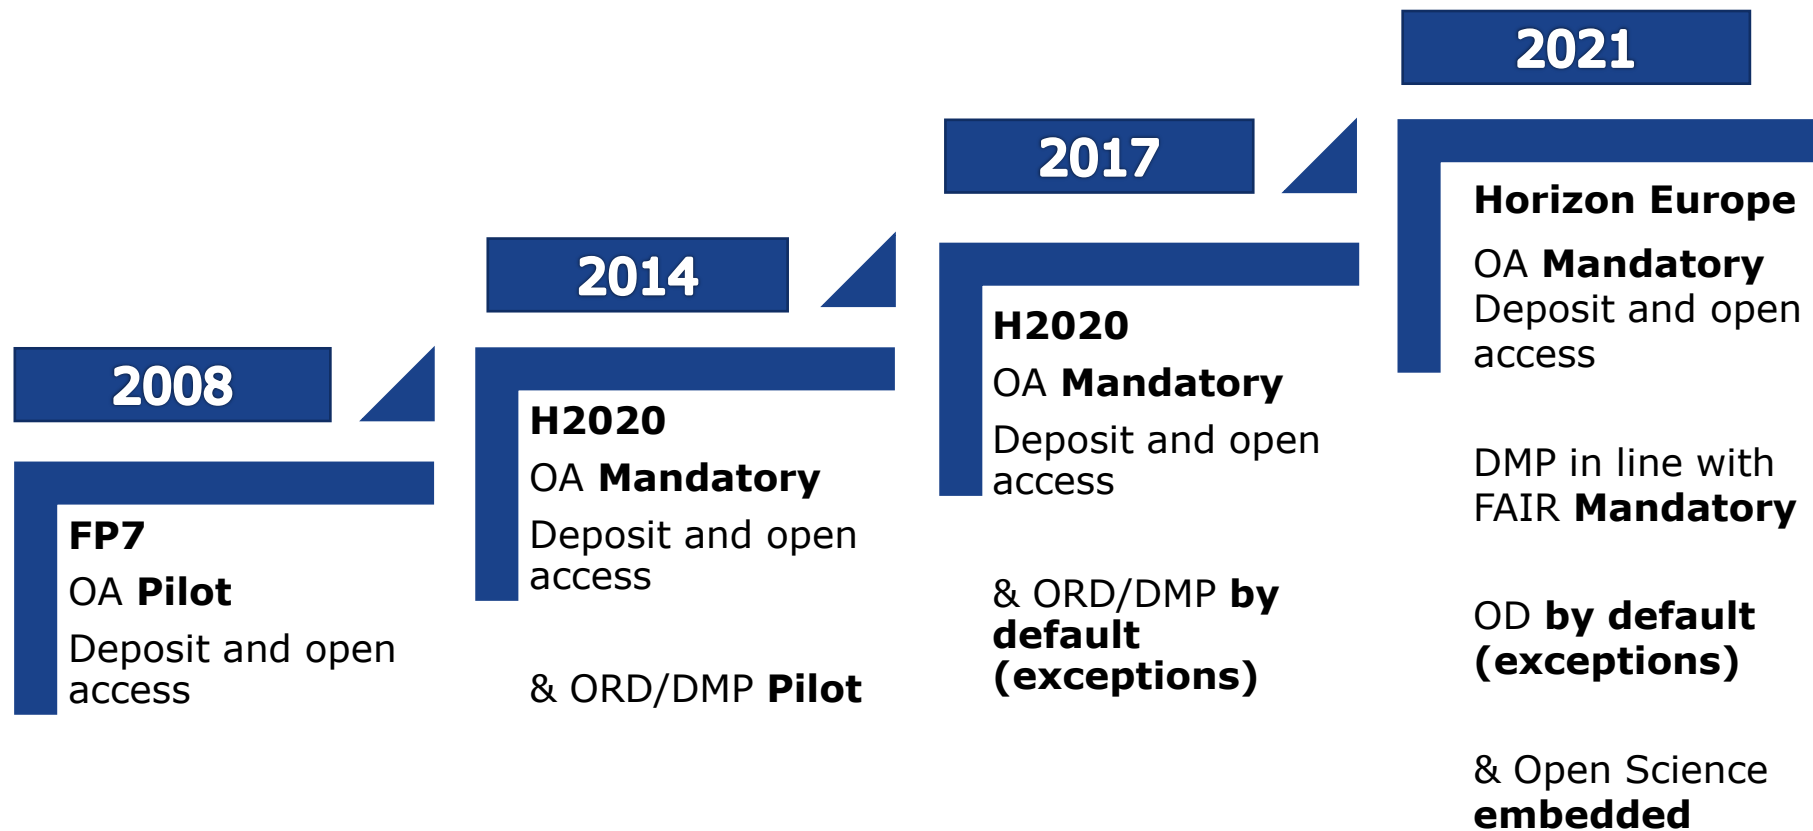 2008
FP7
OA Pilot
Deposit and open
access
2014
H2020
OA Mandatory
Deposit and open
access
& ORD/DMP Pilot
2017
H2020
OA Mandatory
Deposit and open
access
& ORD/DMP by
default
(exceptions)
2021
Horizon Europe
OA Mandatory
Deposit and open
access
DMP in line with
FAIR Mandatory
OD by default
(exceptions)
& Open Science
embedded